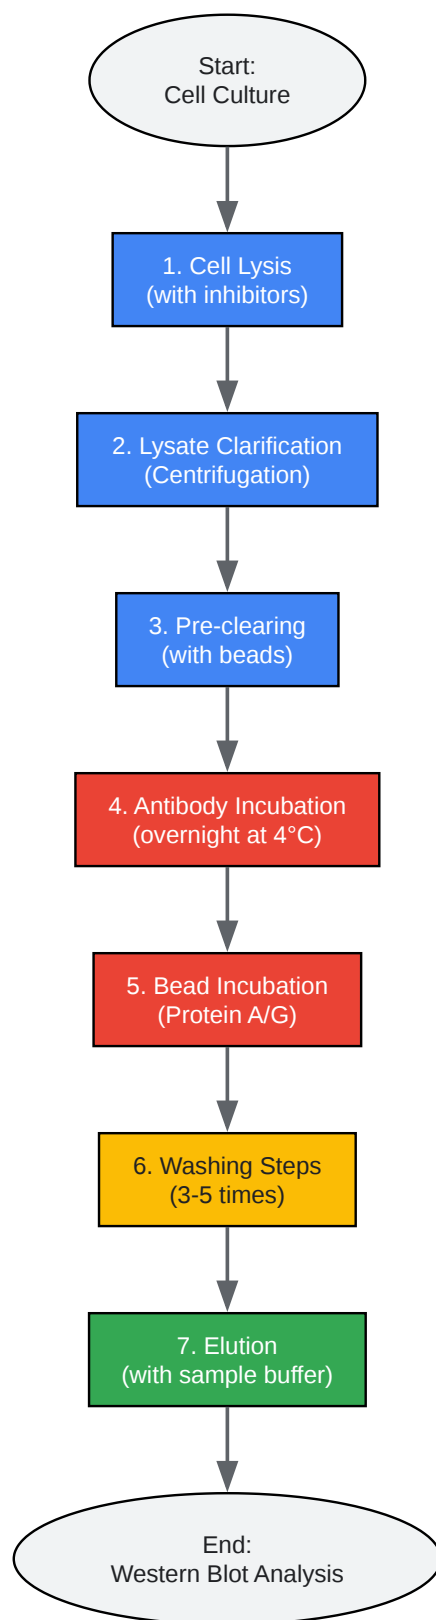 Start:
Cell Culture
1. Cell Lysis
(with inhibitors)
2. Lysate Clarification
(Centrifugation)
3. Pre-clearing
(with beads)
4. Antibody Incubation
(overnight at 4°C)
5. Bead Incubation
(Protein A/G)
6. Washing Steps
(3-5 times)
7. Elution
(with sample buffer)
End:
Western Blot Analysis